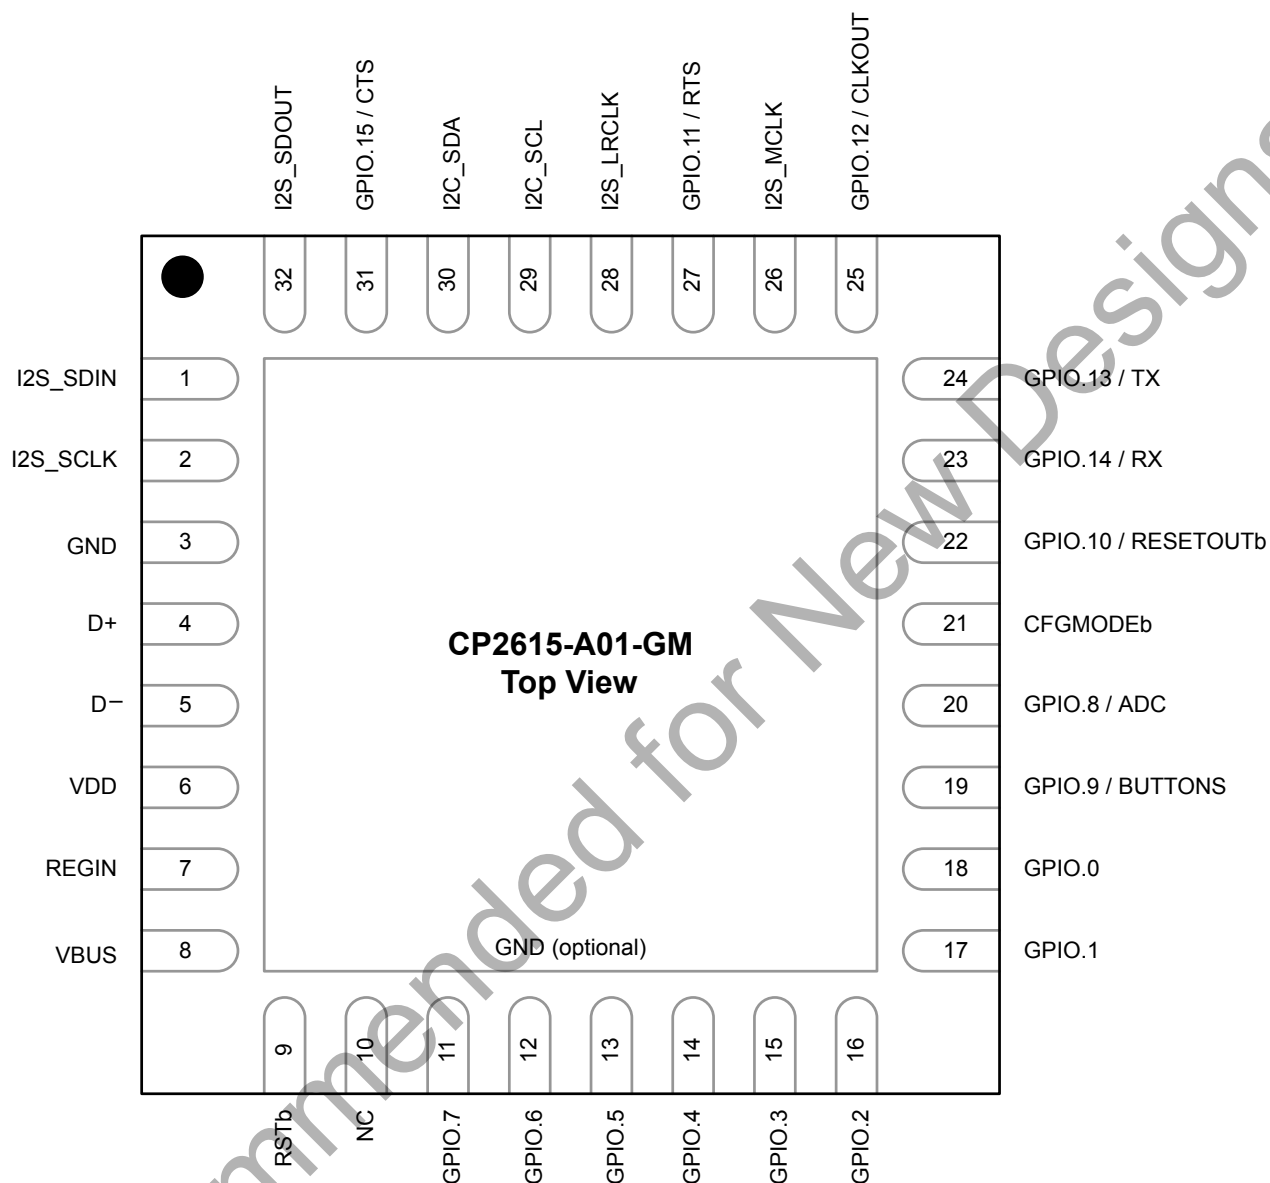 I2S_SDOUT
GPIO.15 / CTS
I2C_SDA
I2C_SCL
I2S_LRCLK
GPIO.11 / RTS
I2S_MCLK
GPIO.12 / CLKOUT
32
31
30
29
28
27
26
25
I2S_SDIN
1
I2S_SCLK
2
GND
3
D+
4
D–
5
VDD
6
REGIN
7
VBUS
8
24
GPIO.13 / TX
23
GPIO.14 / RX
22
GPIO.10 / RESETOUTb
21
CFGMODEb
20
GPIO.8 / ADC
19
GPIO.9 / BUTTONS
18
GPIO.0
17
GPIO.1
CP2615-A01-GM
Top View
GND (optional)
9
10
11
12
13
14
15
16
RSTb
NC
GPIO.7
GPIO.6
GPIO.5
GPIO.4
GPIO.3
GPIO.2
mmended for New Designs